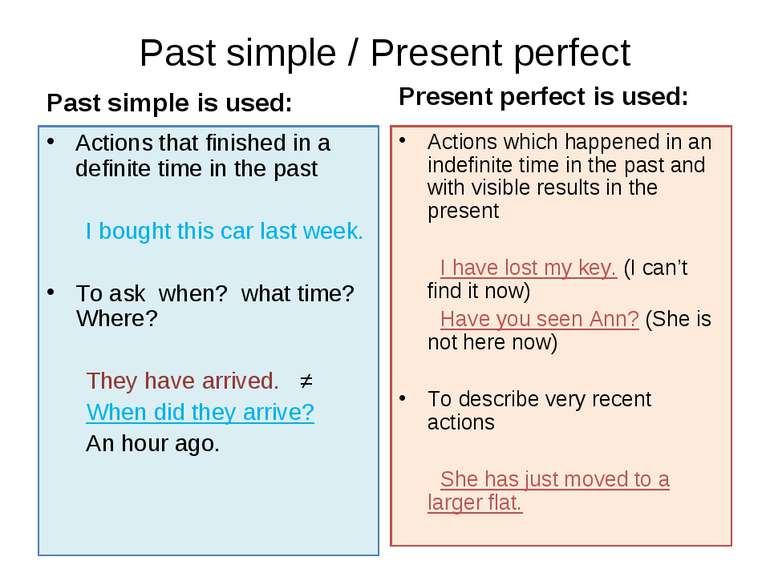 Past simple / Present perfect
Past simple is used:
• Actions that finished in a
definite time in the past
I bought this car last week.
• To ask when? what time?
Where?
They have arrived. ≠
When did they arrive?
An hour ago.
Present perfect is used:
• Actions which happened in an
indefinite time in the past and
with visible results in the
present
I have lost my key. (I can’t
find it now)
Have you seen Ann? (She is
not here now)
• To describe very recent
actions
She has just moved to a
larger flat.